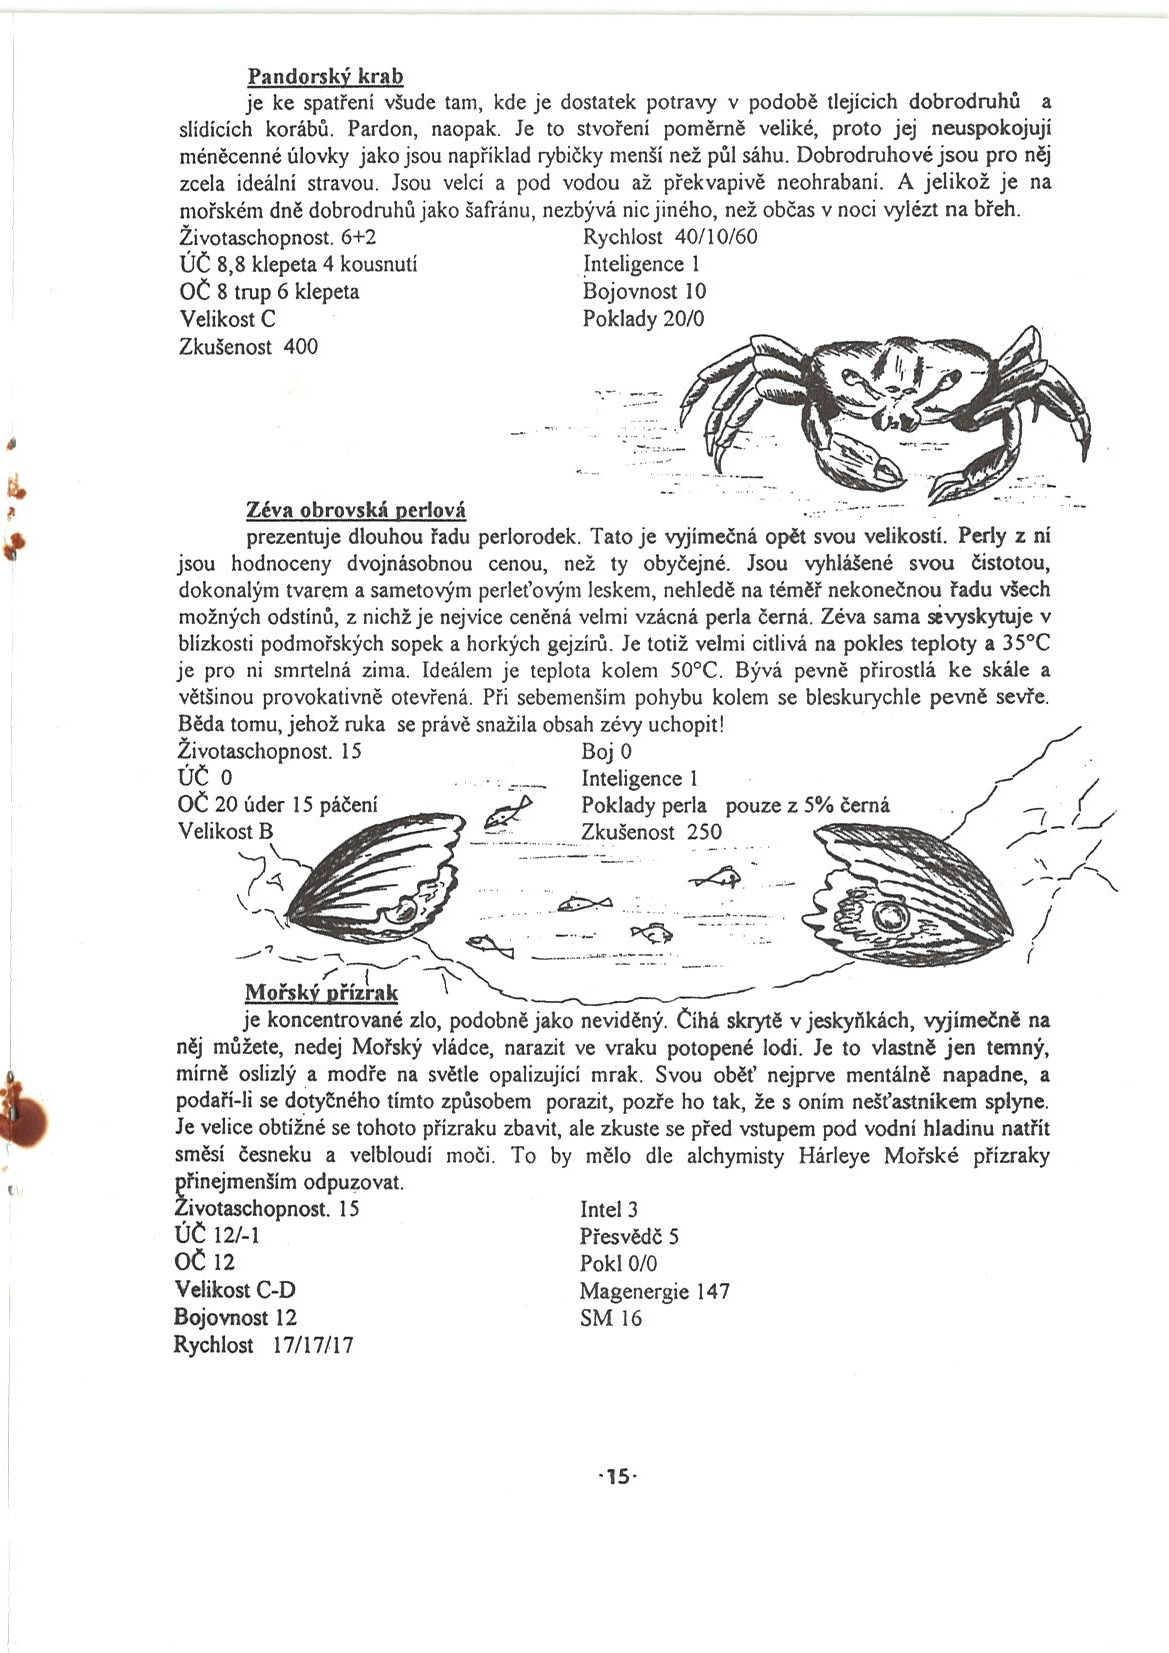 Pandorský krab
je ke spatření všude tam, kde je dostatek potravy v podobě tlejících dobrodruhů a
slídících korábů. Pardon, naopak. Je to stvoření poměrně veliké, proto jej neuspokojují
méněcenné úlovky jako jsou například rybičky menší než půl sáhu. Dobrodruhové jsou pro něj
zcela ideální stravou. Jsou velcí a pod vodou až překvapivě neohrabaní. A jelikož je na
mořském dně dobrodruhů jako šafránu, nezbývá nic jiného, než občas v noci vylézt na břeh.
Životaschopnost. 6+2 Rychlost 40/10/60
ÚČ 8,8 klepeta 4 kousnutí Inteligence 1
OČ 8 trup 6 klepeta Bojovnost 10
Velikost C Poklady 20/0
Zkušenost 400
Zéva obrovská perlová
prezentuje dlouhou řadu perlorodek. Tato je vyjímečná opět svou velikostí. Perly z ní
jsou hodnoceny dvojnásobnou cenou, než ty obyčejné. Jsou vyhlášené svou čistotou,
dokonalým tvarem a sametovým perleťovým leskem, nehledě na téměř nekonečnou řadu všech
možných odstínů, z nichž je nejvíce ceněná velmi vzácná perla černá. Zéva sama se vyskytuje v
blízkosti podmořských sopek a horkých gejzírů. Je totiž velmi citlivá na pokles teploty a 35°C
je pro ni smrtelná zima. Ideálem je teplota kolem 50°C. Bývá pevně přirostlá ke skále a
většinou provokativně otevřená. Při sebemenším pohybu kolem se bleskurychle pevně sevře.
Běda tomu, jehož ruka se právě snažila obsah zévy uchopit!
Životaschopnost. 15 Boj 0
ÚČ 0 Inteligence 1
OČ 20 úder 15 páčení Poklady perla pouze z 5% černá
Velikost B Zkušenost 250
Mořský přízrak
je koncentrované zlo, podobně jako neviděný. Číhá skrytě v jeskyňkách, vyjímečně na
něj můžete, nedej Mořský vládce, narazit ve vraku potopené lodi. Je to vlastně jen temný,
mírně oslizlý a modře na světle opalizující mrak. Svou oběť nejprve mentálně napadne, a
podaří-li se dotyčného tímto způsobem porazit, pozře ho tak, že s oním nešťastníkem splyne.
Je velice obtížné se tohoto přízraku zbavit, ale zkuste se před vstupem pod vodní hladinu natřít
směsí česneku a velbloudí moči. To by mělo dle alchymisty Hárleye Mořské přízraky
přinejmenším odpuzovat.
Životaschopnost. 15 Intel 3
ÚČ 12/-1 Přesvědč 5
OČ 12 Pokl 0/0
Velikost C-D Magenergie 147
Bojovnost 12 SM 16
Rychlost 17/17/17
·15·